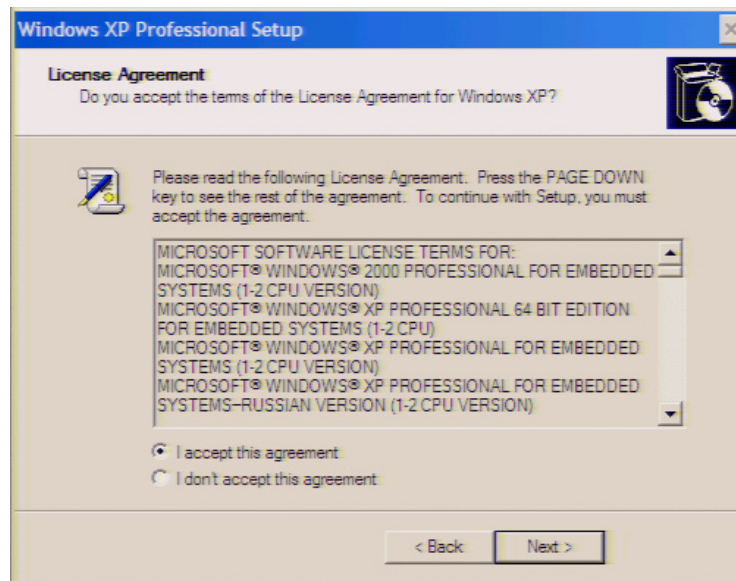 Windows XP Professional Setup
License Agreement
Do you accept the terms of the License Agreement for Windows XP?
Please read the following License Agreement. Press the PAGE DOWN
key to see the rest of the agreement. To continue with Setup, you must
accept the agreement.
MICROSOFT SOFTWARE LICENSE TERMS FOR:
MICROSOFT® WINDOWS® 2000 PROFESSIONAL FOR EMBEDDED
SYSTEMS (1-2 CPU VERSION)
MICROSOFT® WINDOWS® XP PROFESSIONAL 64 BIT EDITION
FOR EMBEDDED SYSTEMS (1-2 CPU)
MICROSOFT® WINDOWS® XP PROFESSIONAL FOR EMBEDDED
SYSTEMS (1-2 CPU VERSION)
MICROSOFT® WINDOWS® XP PROFESSIONAL FOR EMBEDDED
SYSTEMS–RUSSIAN VERSION (1-2 CPU VERSION)
I accept this agreement
I don't accept this agreement
< Back Next >